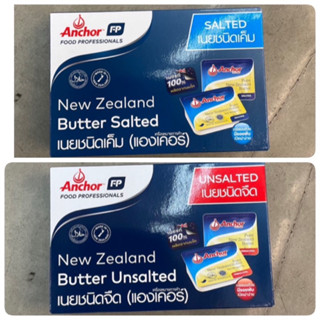 Anchor FP
FOOD PROFESSIONALS
SALTED
เนยชนิดเค็ม
100%
New Zealand
Butter Salted
เนยชนิดเค็ม (แองเคอร์)
Anchor FP
FOOD PROFESSIONALS
UNSALTED
เนยชนิดจืด
100%
New Zealand
Butter Unsalted
เนยชนิดจืด (แองเคอร์)